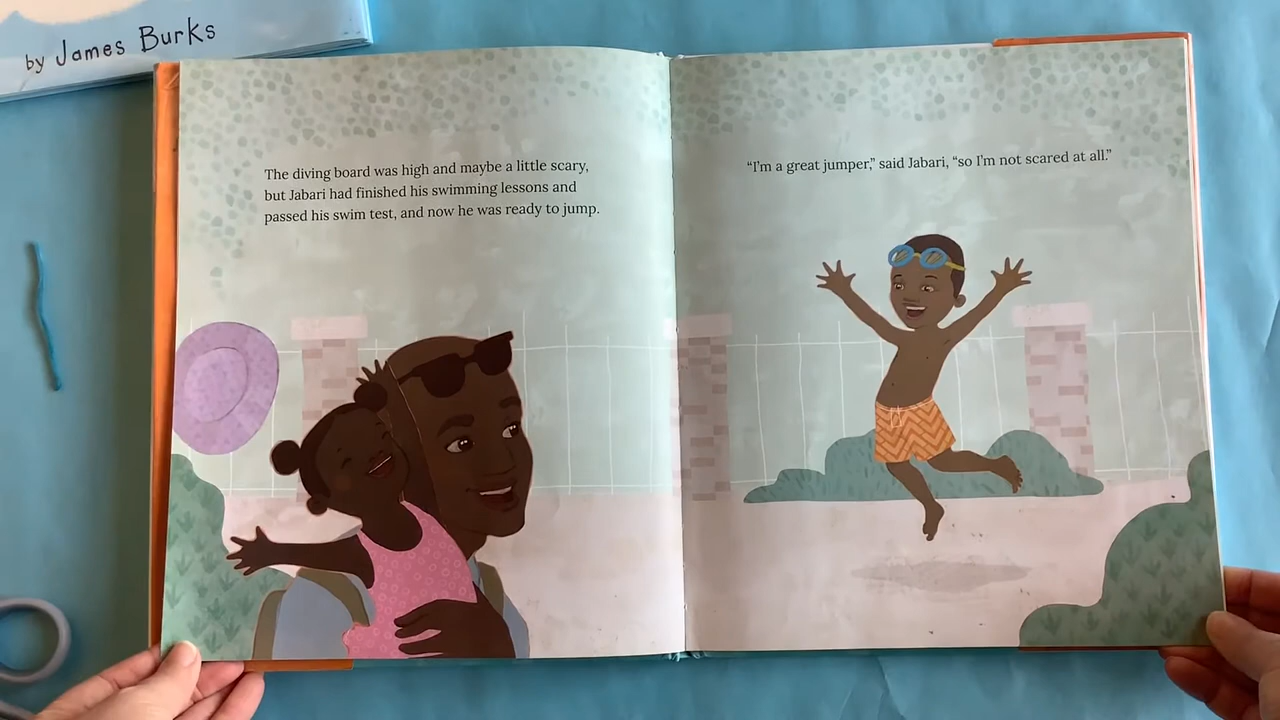 by James Burks
The diving board was high and maybe a little scary,
but Jabari had finished his swimming lessons and
passed his swim test, and now he was ready to jump.
“I’m a great jumper,” said Jabari, “so I’m not scared at all.”